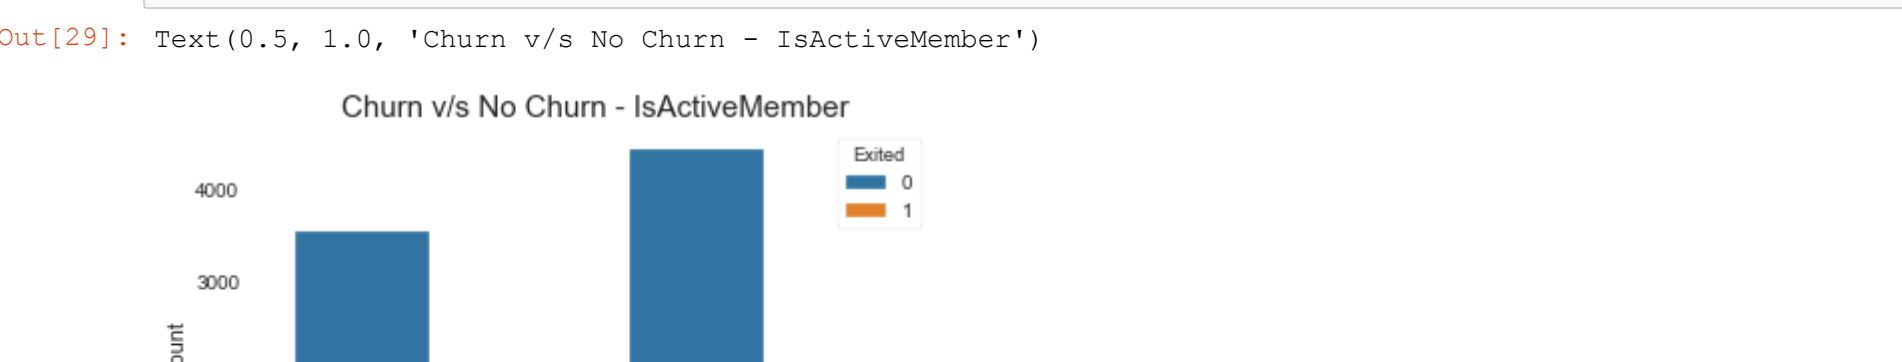 Out[29]: Text(0.5, 1.0, 'Churn v/s No Churn - IsActiveMember')
Churn v/s No Churn - IsActiveMember
Exited
0
1
4000
3000